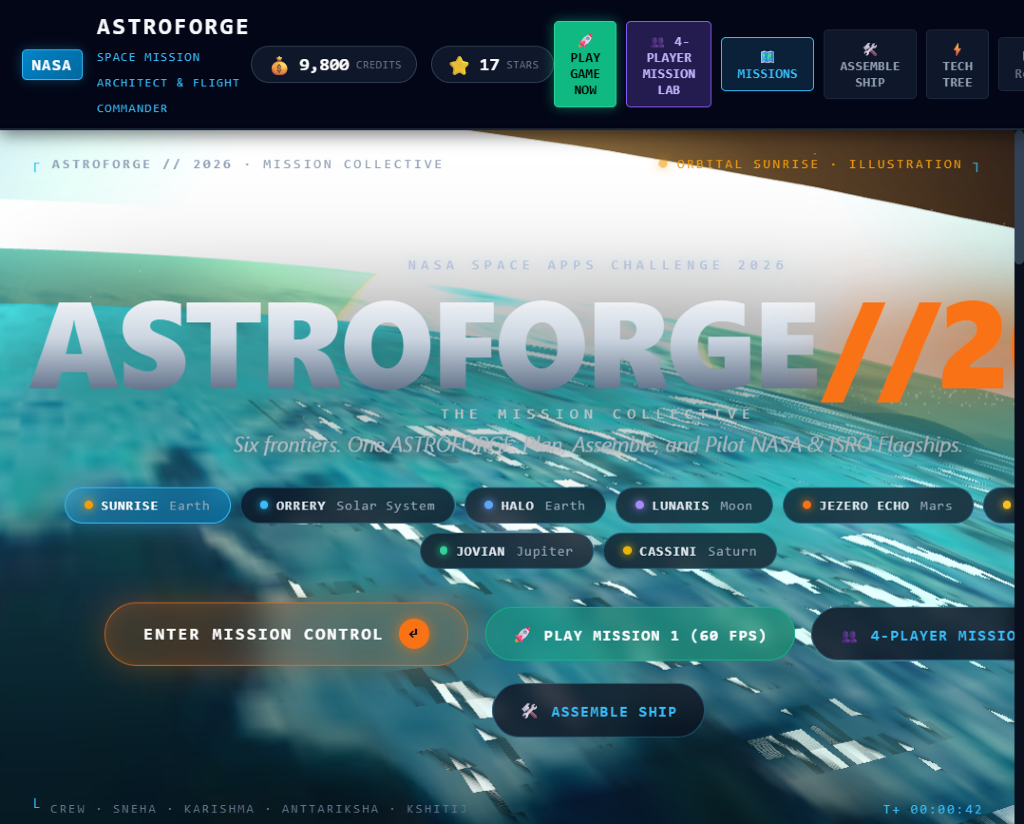 NASA
ASTROFORGE
SPACE MISSION
ARCHITECT & FLIGHT
COMMANDER
9,800 CREDITS
17 STARS
PLAY
GAME
NOW
4-
PLAYER
MISSION
LAB
MISSIONS
ASSEMBLE
SHIP
TECH
TREE
ASTROFORGE // 2026 · MISSION COLLECTIVE
ORBITAL SUNRISE · ILLUSTRATION
NASA SPACE APPS CHALLENGE 2026
ASTROFORGE//2
THE MISSION COLLECTIVE
Six frontiers. One ASTROFORGE. Plan, Assemble, and Pilot NASA & ISRO Flagships.
SUNRISE Earth
ORRERY Solar System
HALO Earth
LUNARIS Moon
JEZERO ECHO Mars
JOVIAN Jupiter
CASSINI Saturn
ENTER MISSION CONTROL ↵
PLAY MISSION 1 (60 FPS)
4-PLAYER MISSIO
ASSEMBLE SHIP
CREW · SNEHA · KARISHMA · ANTTARIKSHA · KSHITIJ
T+ 00:00:42